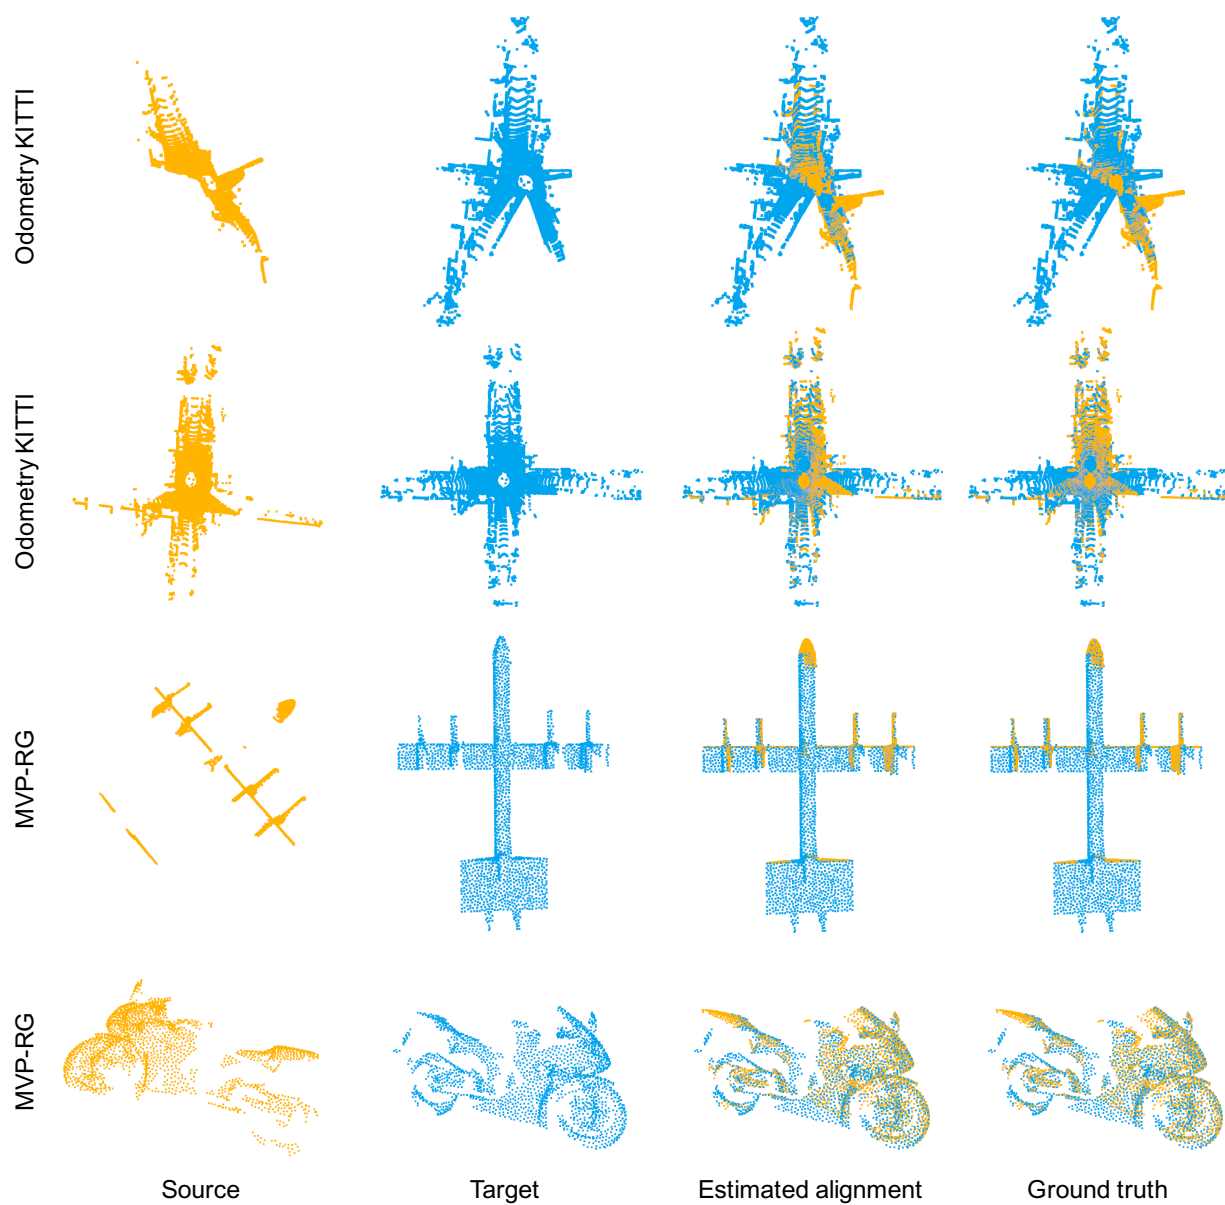 Odometry KITTI
Odometry KITTI
MVP-RG
MVP-RG
Source
Target
Estimated alignment
Ground truth